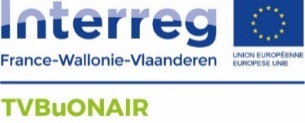 Interreg
France-Wallonie-Vlaanderen
UNION EUROPÉENNE
EUROPESE UNIE
TVBuONAIR